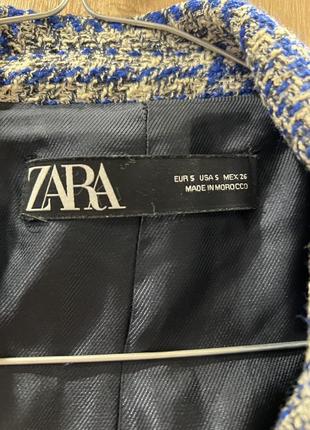 ZARA
EUR S USA S MEX 26
MADE IN MOROCCO